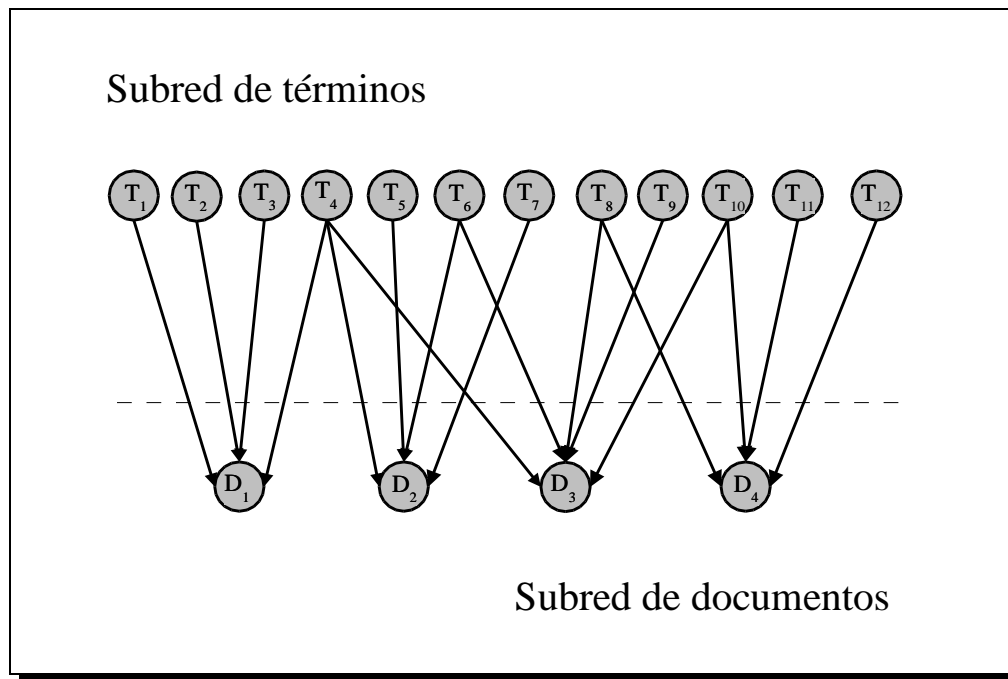 Subred de términos
T1 T2 T3 T4 T5 T6 T7 T8 T9 T10 T11 T12
D1 D2 D3 D4
Subred de documentos